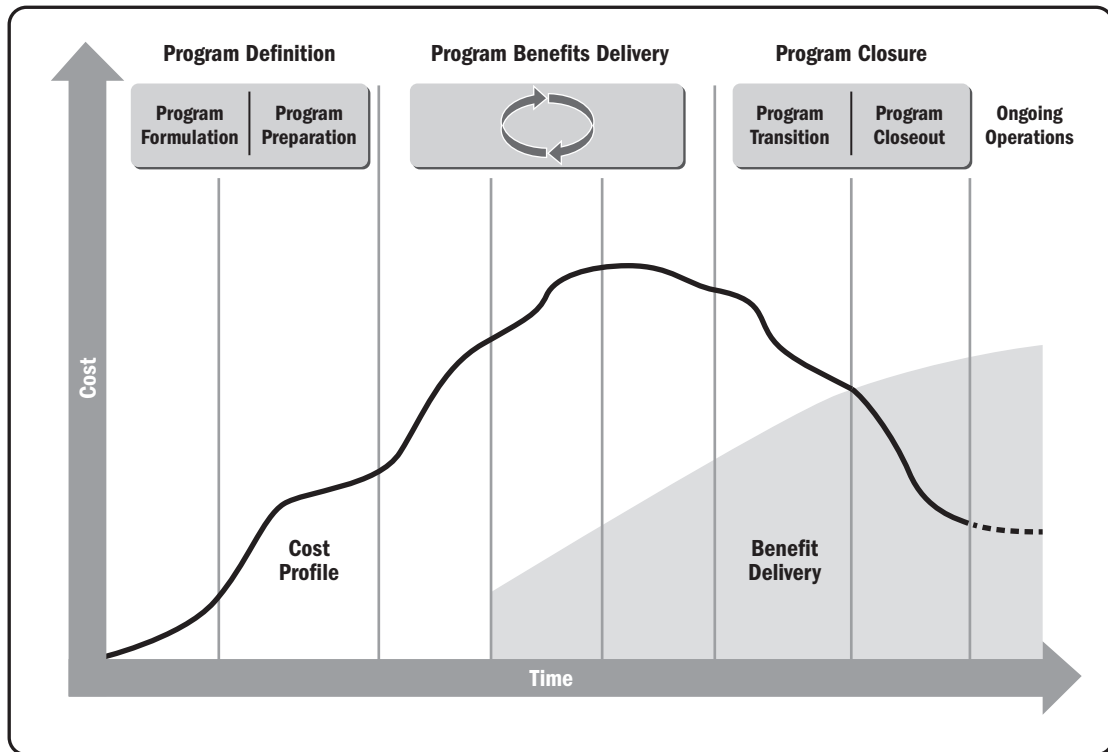 Program Definition
Program Benefits Delivery
Program Closure
Program
Formulation
Program
Preparation
Program
Transition
Program
Closeout
Ongoing
Operations
Cost
Cost
Profile
Benefit
Delivery
Time